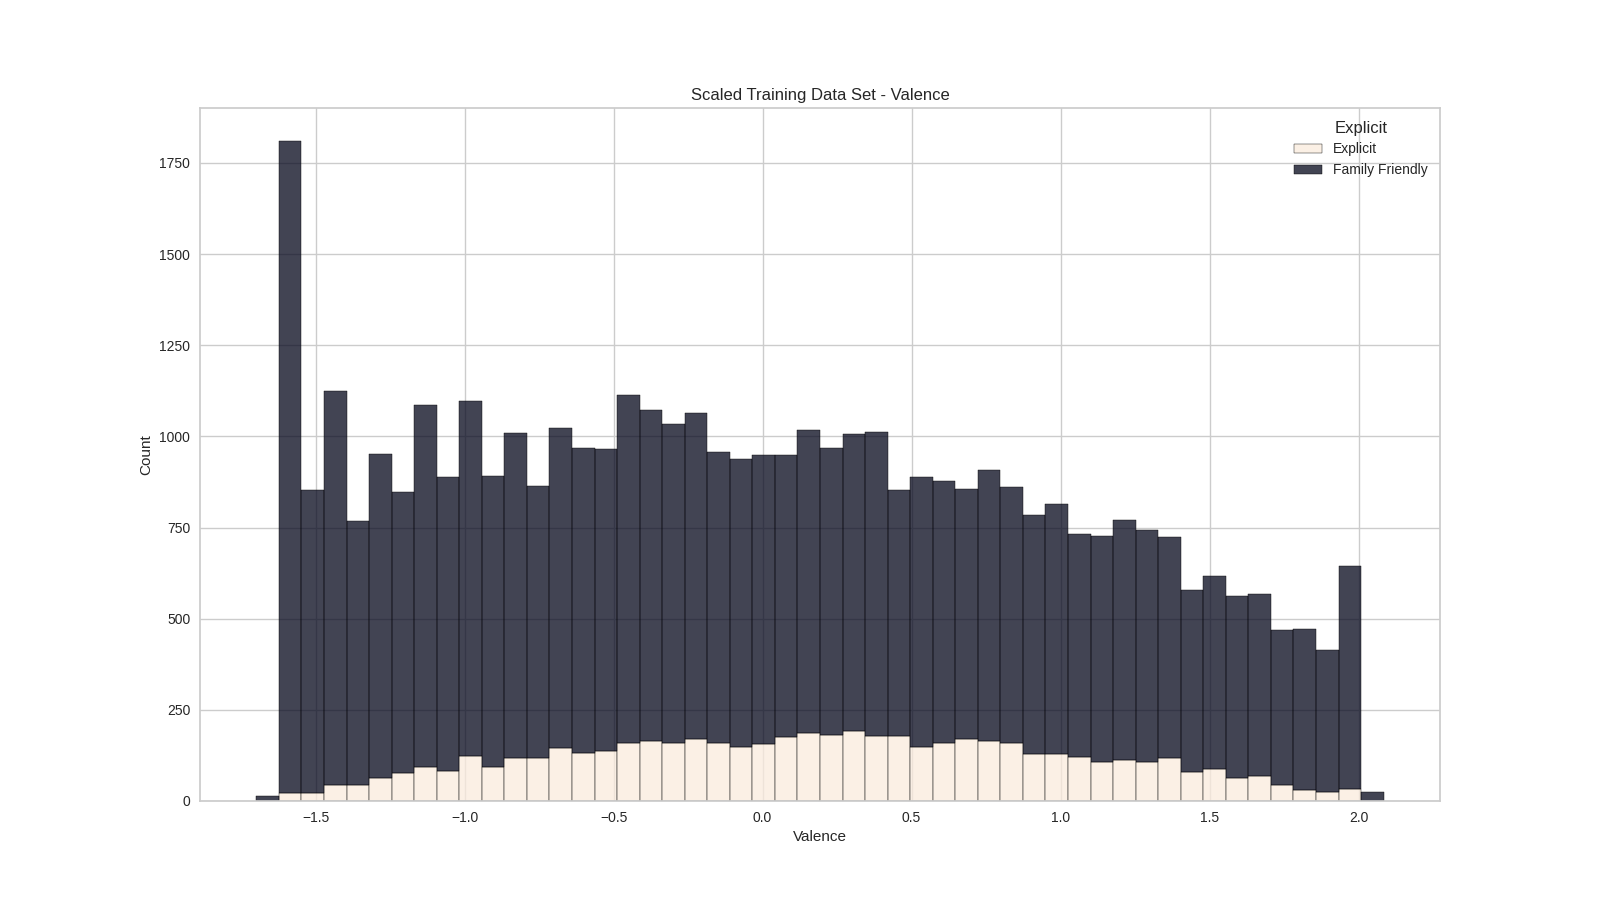 Scaled Training Data Set - Valence
Explicit
Explicit
Family Friendly
1750
1500
1250
1000
750
500
250
0
Count
−1.5 −1.0 −0.5 0.0 0.5 1.0 1.5 2.0
Valence